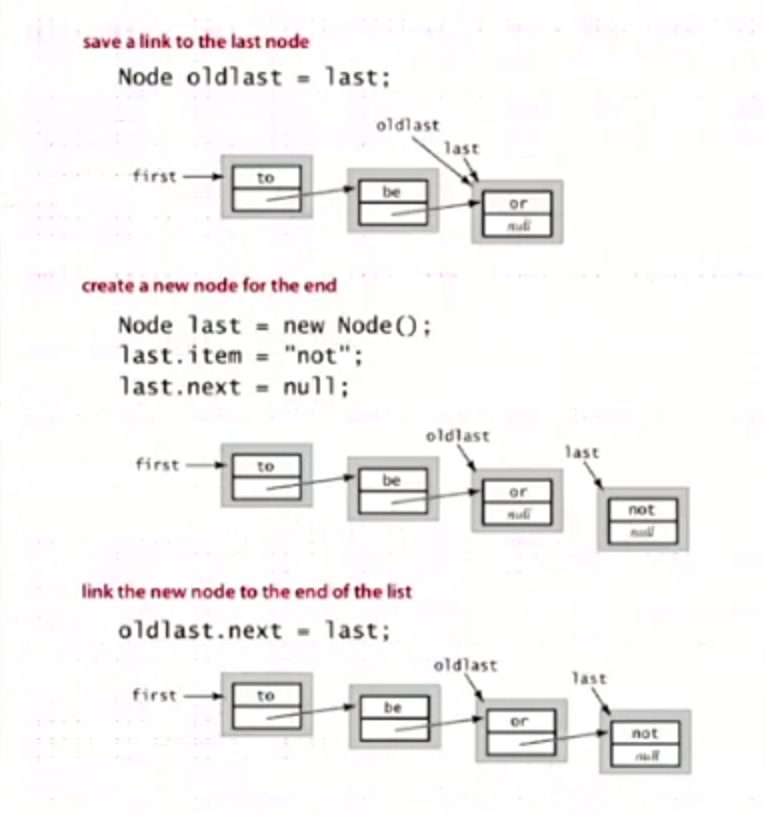 save a link to the last node
Node oldlast = last;
oldlast
last
first
to
be
or
null
create a new node for the end
Node last = new Node();
last.item = "not";
last.next = null;
oldlast
last
first
to
be
or
null
not
null
link the new node to the end of the list
oldlast.next = last;
oldlast
last
first
to
be
or
not
null